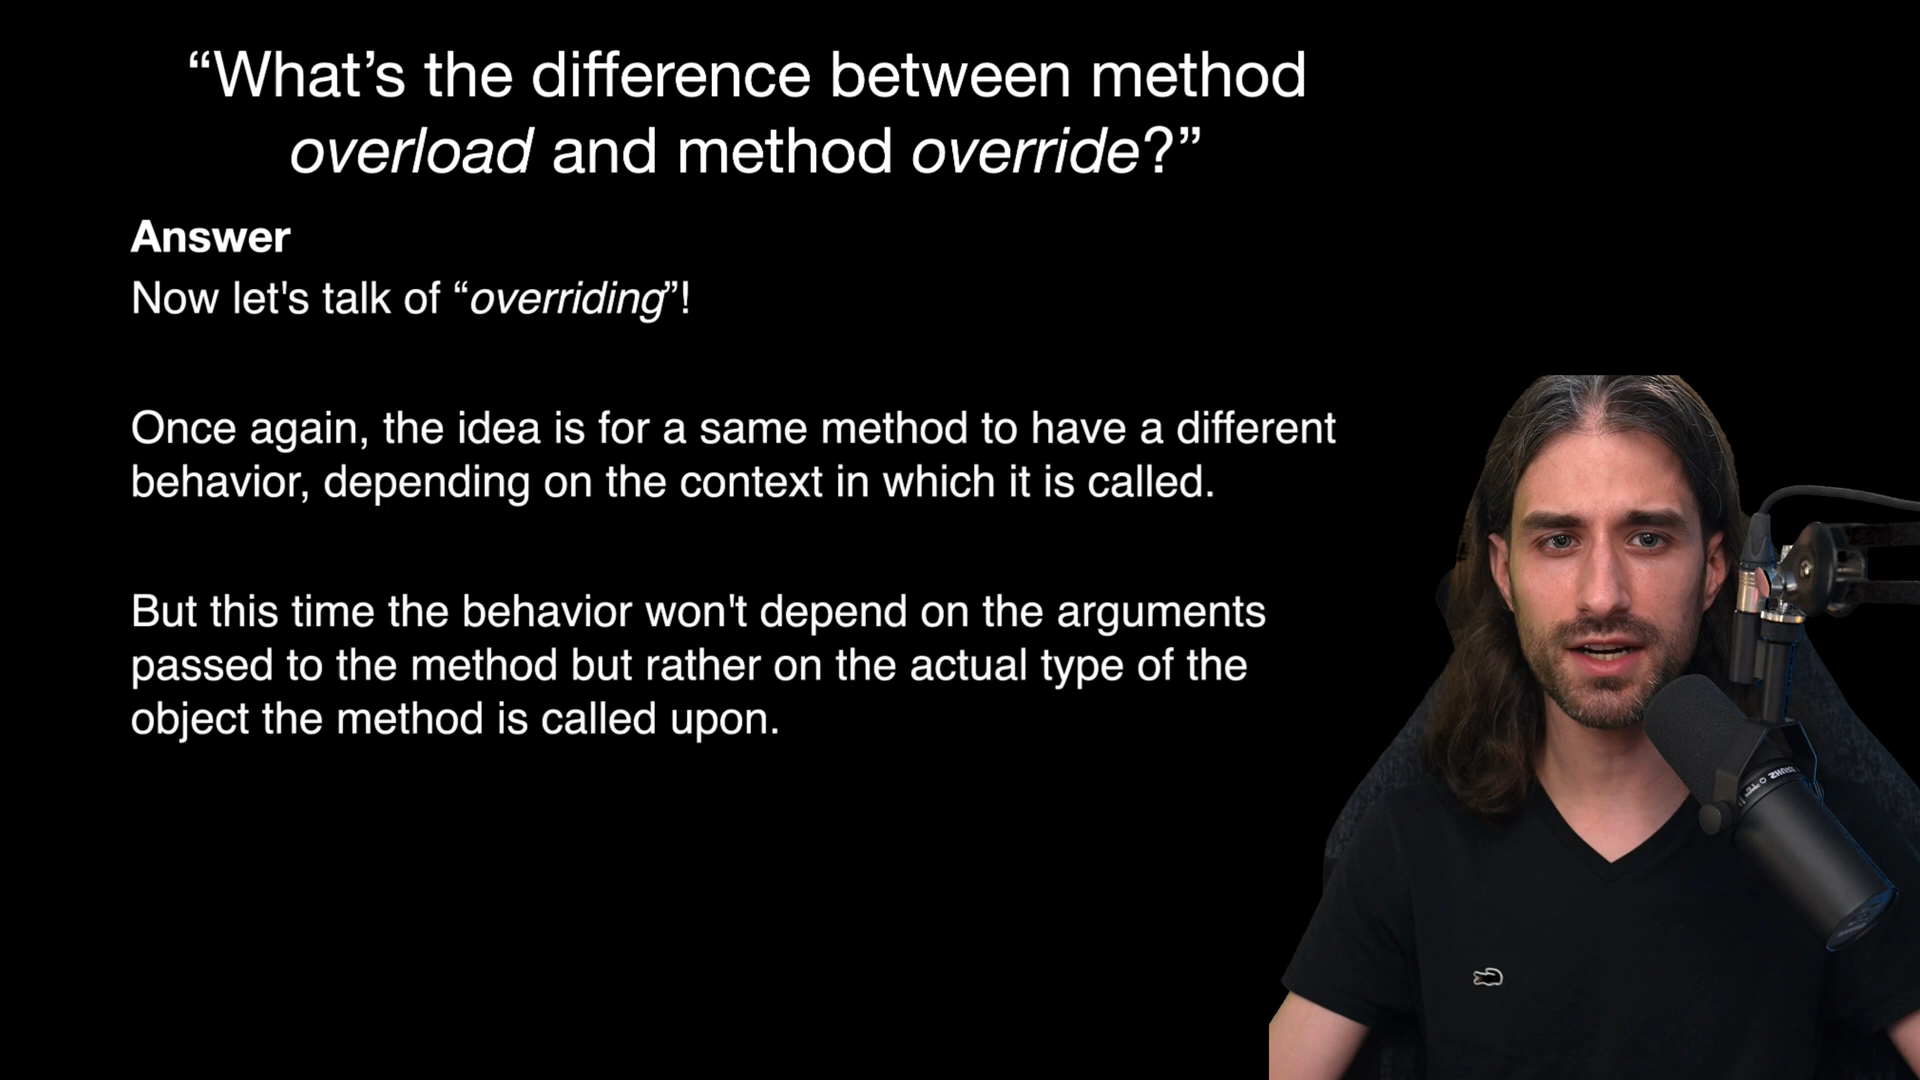 “What’s the difference between method
overload and method override?”
Answer
Now let's talk of “overriding”!
Once again, the idea is for a same method to have a different
behavior, depending on the context in which it is called.
But this time the behavior won't depend on the arguments
passed to the method but rather on the actual type of the
object the method is called upon.